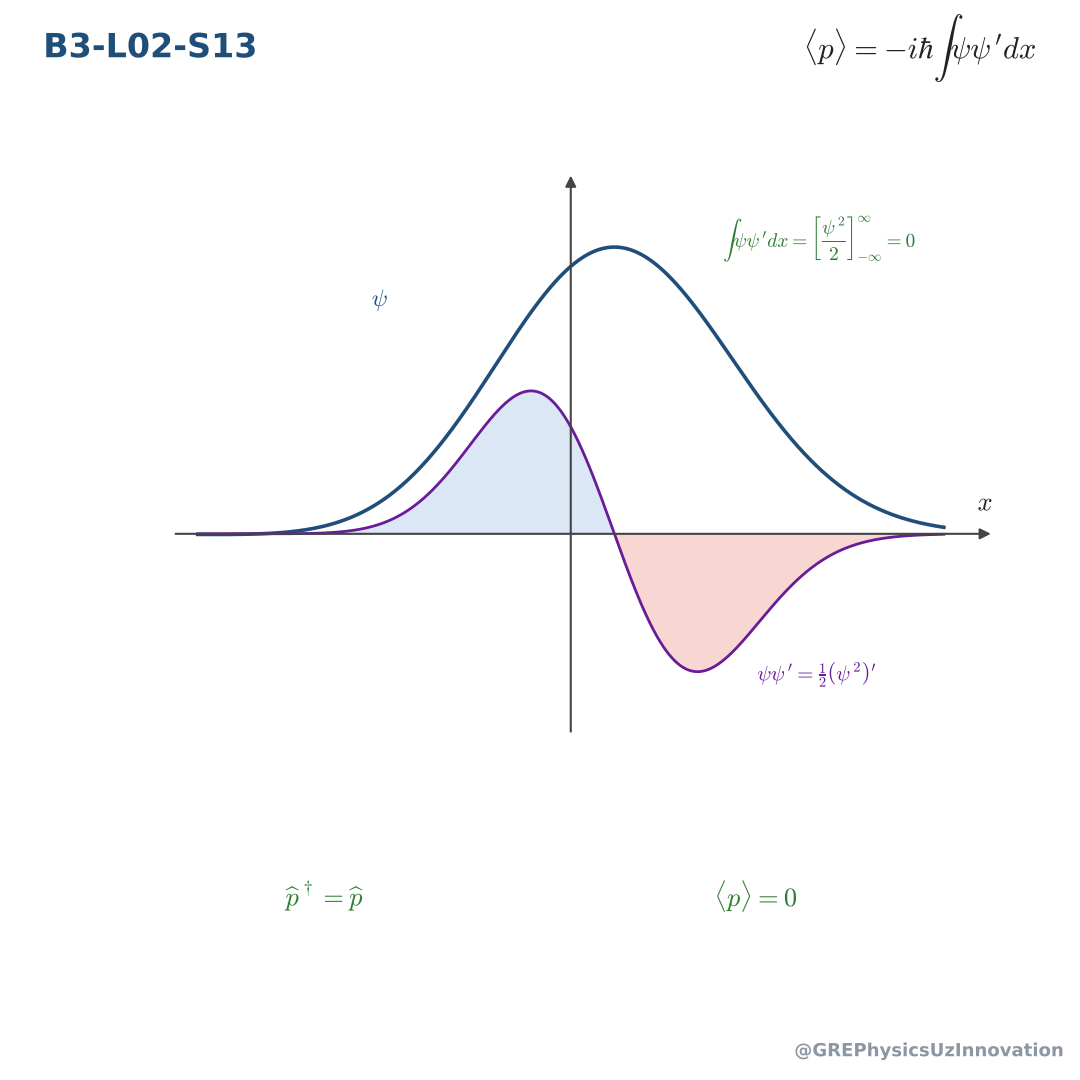 B3-L02-S13
⟨p⟩ = −iħ∫ψψ′dx
∫ψψ′dx = [ψ²/2]_{−∞}^{∞} = 0
ψ
x
ψψ′ = ½(ψ²)′
p̂† = p̂
⟨p⟩ = 0
@GREPhysicsUzInnovation